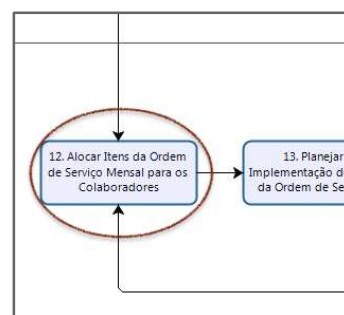 12. Alocar Itens da Ordem
de Serviço Mensal para os
Colaboradores
13. Planejar
Implementação d
da Ordem de Se